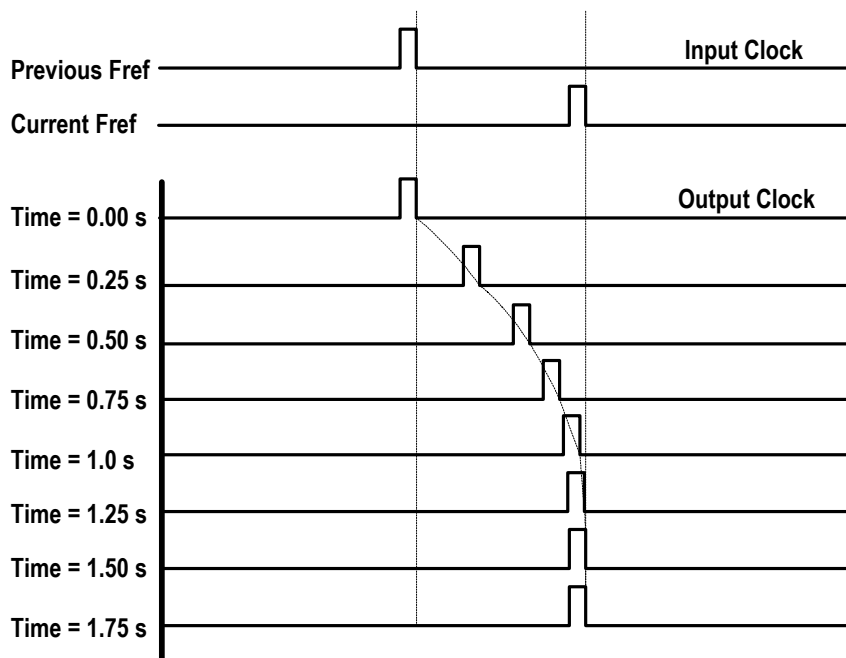 Input Clock
Previous Fref
Current Fref
Output Clock
Time = 0.00 s
Time = 0.25 s
Time = 0.50 s
Time = 0.75 s
Time = 1.0 s
Time = 1.25 s
Time = 1.50 s
Time = 1.75 s